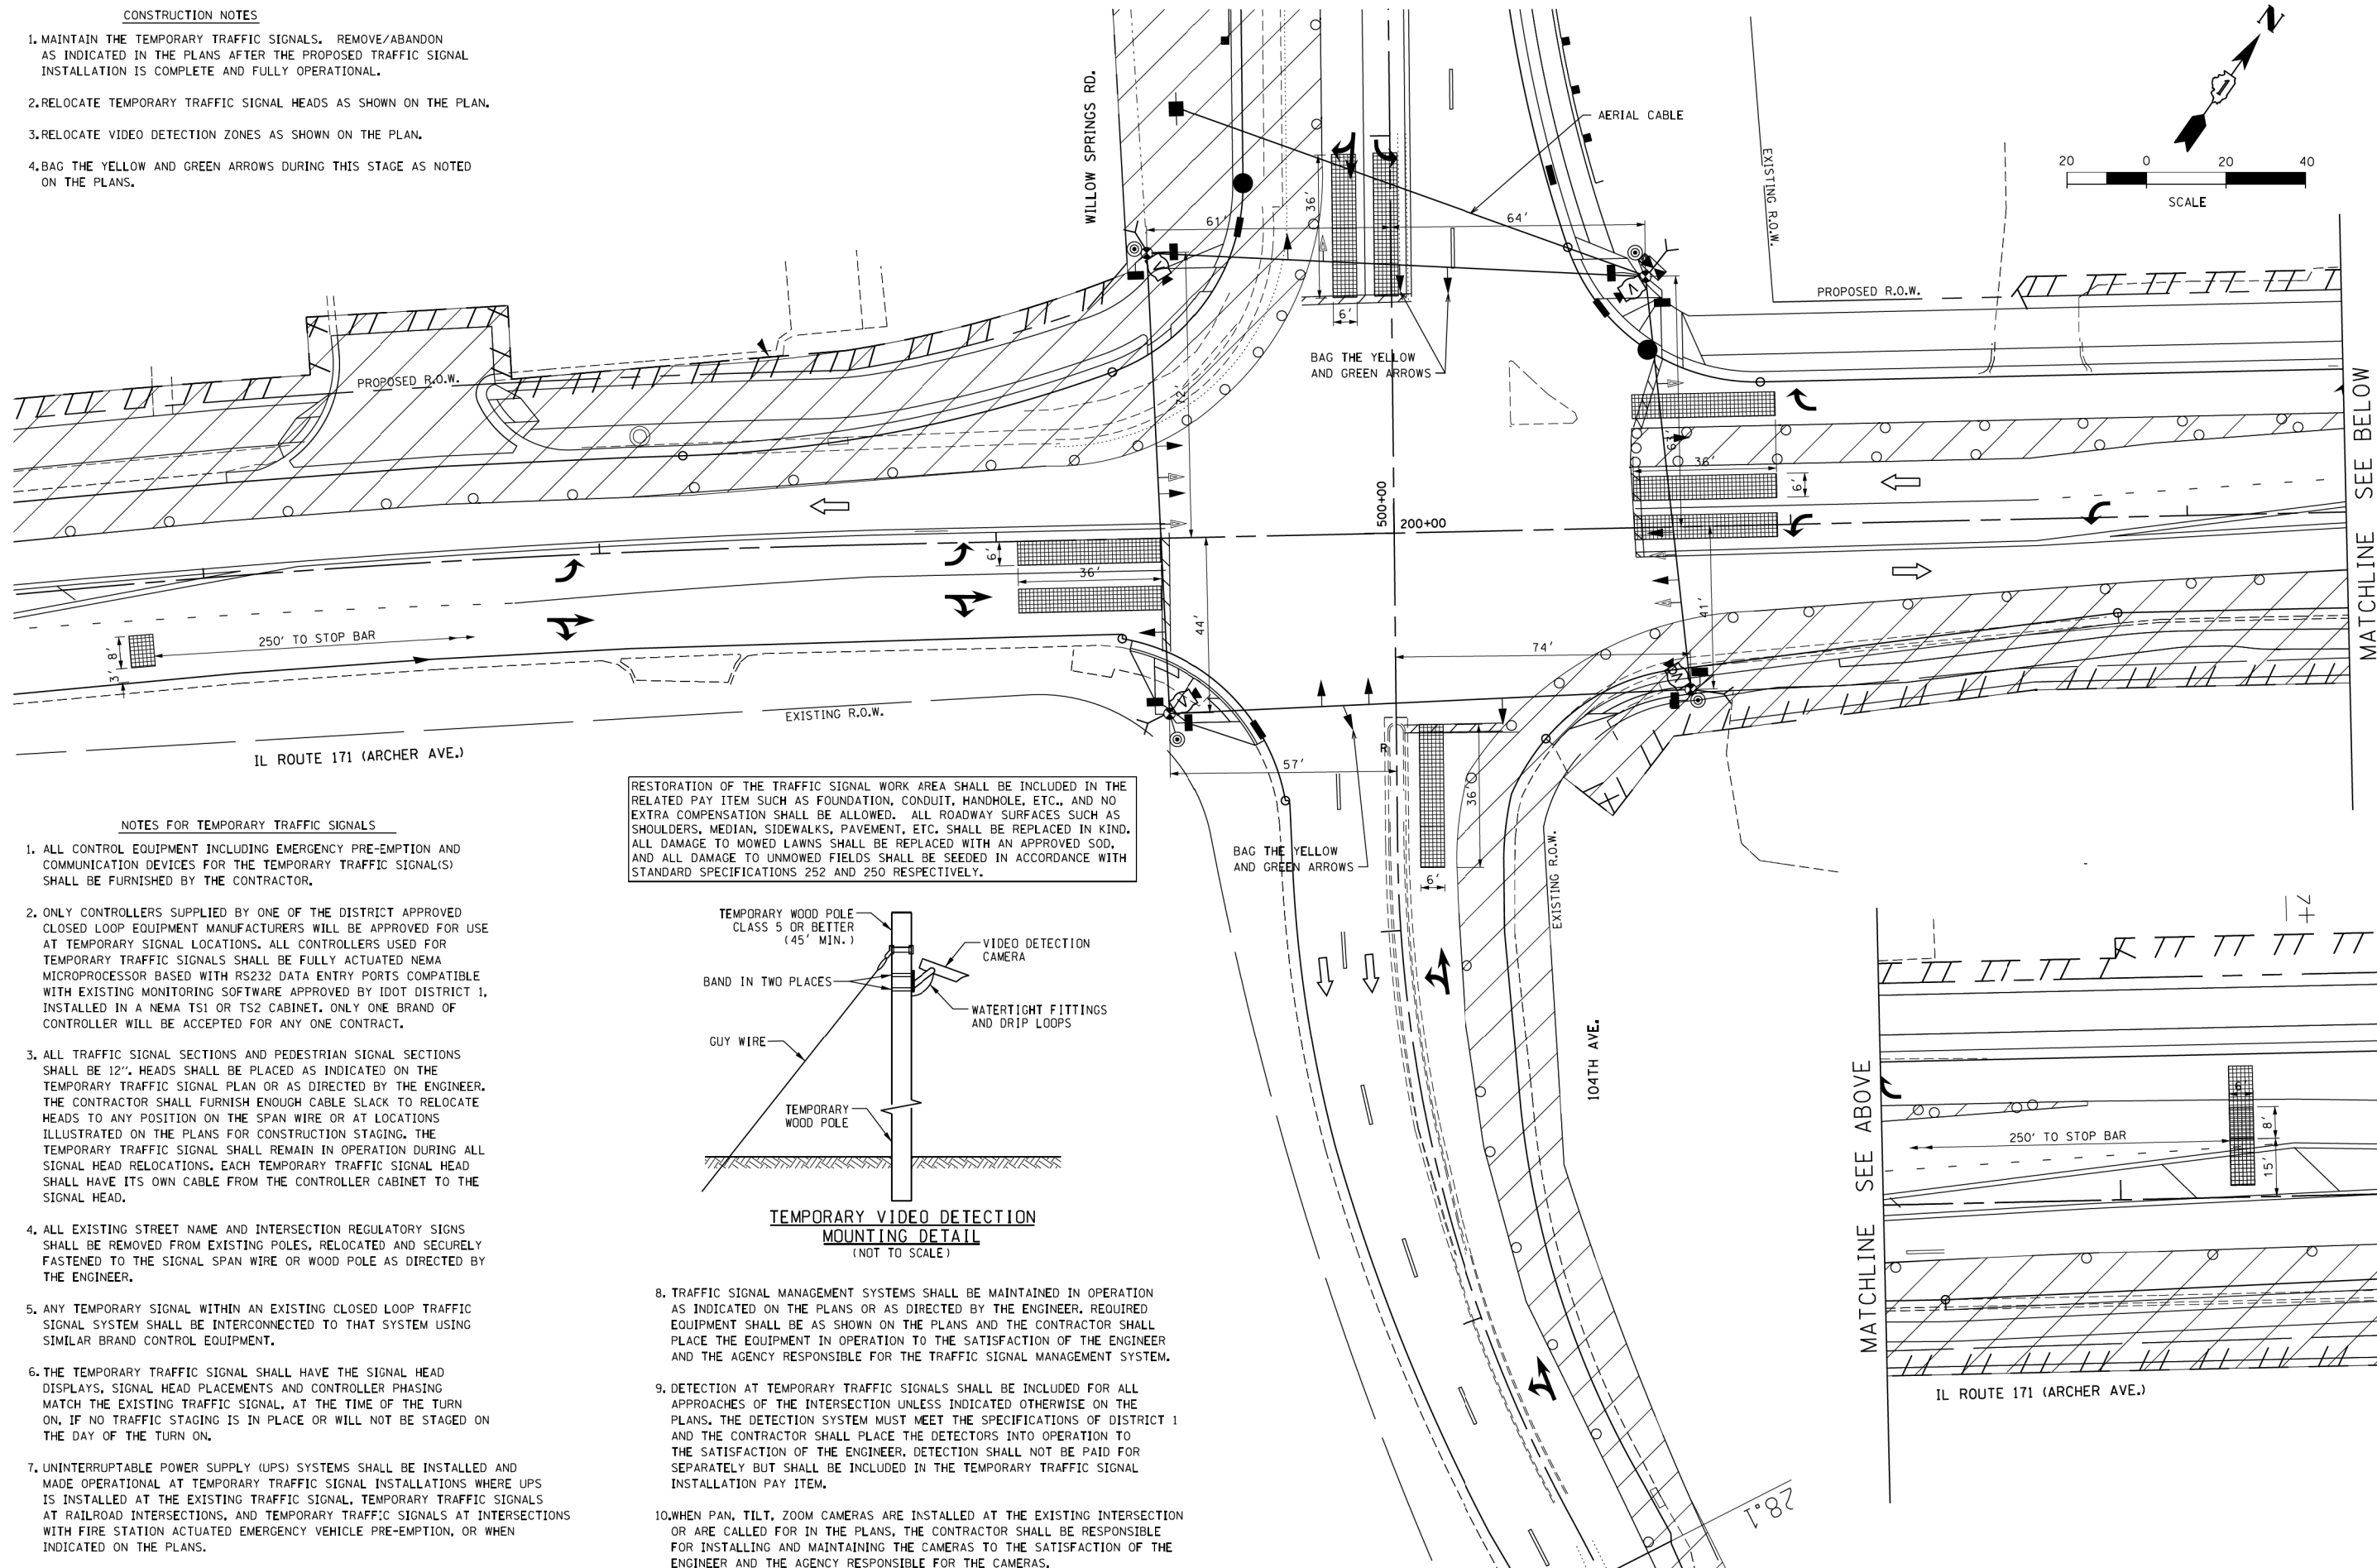 CONSTRUCTION NOTES
1. MAINTAIN THE TEMPORARY TRAFFIC SIGNALS. REMOVE/ABANDON
AS INDICATED IN THE PLANS AFTER THE PROPOSED TRAFFIC SIGNAL
INSTALLATION IS COMPLETE AND FULLY OPERATIONAL.
2. RELOCATE TEMPORARY TRAFFIC SIGNAL HEADS AS SHOWN ON THE PLAN.
3. RELOCATE VIDEO DETECTION ZONES AS SHOWN ON THE PLAN.
4. BAG THE YELLOW AND GREEN ARROWS DURING THIS STAGE AS NOTED
ON THE PLANS.
WILLOW SPRINGS RD.
AERIAL CABLE
EXISTING R.O.W.
N
1
20 0 20 40
SCALE
61'
36'
64'
6'
72'
BAG THE YELLOW
AND GREEN ARROWS
PROPOSED R.O.W.
PROPOSED R.O.W.
63'
36'
6'
500+00
200+00
MATCHLINE SEE BELOW
6'
36'
44'
41'
74'
250' TO STOP BAR
8'
3'
EXISTING R.O.W.
IL ROUTE 171 (ARCHER AVE.)
57'
R
36'
6'
BAG THE YELLOW
AND GREEN ARROWS
EXISTING R.O.W.
104TH AVE.
28.1
RESTORATION OF THE TRAFFIC SIGNAL WORK AREA SHALL BE INCLUDED IN THE
RELATED PAY ITEM SUCH AS FOUNDATION, CONDUIT, HANDHOLE, ETC., AND NO
EXTRA COMPENSATION SHALL BE ALLOWED. ALL ROADWAY SURFACES SUCH AS
SHOULDERS, MEDIAN, SIDEWALKS, PAVEMENT, ETC. SHALL BE REPLACED IN KIND.
ALL DAMAGE TO MOWED LAWNS SHALL BE REPLACED WITH AN APPROVED SOD,
AND ALL DAMAGE TO UNMOWED FIELDS SHALL BE SEEDED IN ACCORDANCE WITH
STANDARD SPECIFICATIONS 252 AND 250 RESPECTIVELY.
NOTES FOR TEMPORARY TRAFFIC SIGNALS
1. ALL CONTROL EQUIPMENT INCLUDING EMERGENCY PRE-EMPTION AND
COMMUNICATION DEVICES FOR THE TEMPORARY TRAFFIC SIGNAL(S)
SHALL BE FURNISHED BY THE CONTRACTOR.
2. ONLY CONTROLLERS SUPPLIED BY ONE OF THE DISTRICT APPROVED
CLOSED LOOP EQUIPMENT MANUFACTURERS WILL BE APPROVED FOR USE
AT TEMPORARY SIGNAL LOCATIONS. ALL CONTROLLERS USED FOR
TEMPORARY TRAFFIC SIGNALS SHALL BE FULLY ACTUATED NEMA
MICROPROCESSOR BASED WITH RS232 DATA ENTRY PORTS COMPATIBLE
WITH EXISTING MONITORING SOFTWARE APPROVED BY IDOT DISTRICT 1,
INSTALLED IN A NEMA TS1 OR TS2 CABINET. ONLY ONE BRAND OF
CONTROLLER WILL BE ACCEPTED FOR ANY ONE CONTRACT.
3. ALL TRAFFIC SIGNAL SECTIONS AND PEDESTRIAN SIGNAL SECTIONS
SHALL BE 12". HEADS SHALL BE PLACED AS INDICATED ON THE
TEMPORARY TRAFFIC SIGNAL PLAN OR AS DIRECTED BY THE ENGINEER.
THE CONTRACTOR SHALL FURNISH ENOUGH CABLE SLACK TO RELOCATE
HEADS TO ANY POSITION ON THE SPAN WIRE OR AT LOCATIONS
ILLUSTRATED ON THE PLANS FOR CONSTRUCTION STAGING. THE
TEMPORARY TRAFFIC SIGNAL SHALL REMAIN IN OPERATION DURING ALL
SIGNAL HEAD RELOCATIONS. EACH TEMPORARY TRAFFIC SIGNAL HEAD
SHALL HAVE ITS OWN CABLE FROM THE CONTROLLER CABINET TO THE
SIGNAL HEAD.
4. ALL EXISTING STREET NAME AND INTERSECTION REGULATORY SIGNS
SHALL BE REMOVED FROM EXISTING POLES, RELOCATED AND SECURELY
FASTENED TO THE SIGNAL SPAN WIRE OR WOOD POLE AS DIRECTED BY
THE ENGINEER.
5. ANY TEMPORARY SIGNAL WITHIN AN EXISTING CLOSED LOOP TRAFFIC
SIGNAL SYSTEM SHALL BE INTERCONNECTED TO THAT SYSTEM USING
SIMILAR BRAND CONTROL EQUIPMENT.
6. THE TEMPORARY TRAFFIC SIGNAL SHALL HAVE THE SIGNAL HEAD
DISPLAYS, SIGNAL HEAD PLACEMENTS AND CONTROLLER PHASING
MATCH THE EXISTING TRAFFIC SIGNAL, AT THE TIME OF THE TURN
ON, IF NO TRAFFIC STAGING IS IN PLACE OR WILL NOT BE STAGED ON
THE DAY OF THE TURN ON.
7. UNINTERRUPTABLE POWER SUPPLY (UPS) SYSTEMS SHALL BE INSTALLED AND
MADE OPERATIONAL AT TEMPORARY TRAFFIC SIGNAL INSTALLATIONS WHERE UPS
IS INSTALLED AT THE EXISTING TRAFFIC SIGNAL, TEMPORARY TRAFFIC SIGNALS
AT RAILROAD INTERSECTIONS, AND TEMPORARY TRAFFIC SIGNALS AT INTERSECTIONS
WITH FIRE STATION ACTUATED EMERGENCY VEHICLE PRE-EMPTION, OR WHEN
INDICATED ON THE PLANS.
TEMPORARY WOOD POLE
CLASS 5 OR BETTER
(45' MIN.)
VIDEO DETECTION
CAMERA
BAND IN TWO PLACES
WATERTIGHT FITTINGS
AND DRIP LOOPS
GUY WIRE
TEMPORARY
WOOD POLE
TEMPORARY VIDEO DETECTION
MOUNTING DETAIL
(NOT TO SCALE)
8. TRAFFIC SIGNAL MANAGEMENT SYSTEMS SHALL BE MAINTAINED IN OPERATION
AS INDICATED ON THE PLANS OR AS DIRECTED BY THE ENGINEER. REQUIRED
EQUIPMENT SHALL BE AS SHOWN ON THE PLANS AND THE CONTRACTOR SHALL
PLACE THE EQUIPMENT IN OPERATION TO THE SATISFACTION OF THE ENGINEER
AND THE AGENCY RESPONSIBLE FOR THE TRAFFIC SIGNAL MANAGEMENT SYSTEM.
9. DETECTION AT TEMPORARY TRAFFIC SIGNALS SHALL BE INCLUDED FOR ALL
APPROACHES OF THE INTERSECTION UNLESS INDICATED OTHERWISE ON THE
PLANS. THE DETECTION SYSTEM MUST MEET THE SPECIFICATIONS OF DISTRICT 1
AND THE CONTRACTOR SHALL PLACE THE DETECTORS INTO OPERATION TO
THE SATISFACTION OF THE ENGINEER. DETECTION SHALL NOT BE PAID FOR
SEPARATELY BUT SHALL BE INCLUDED IN THE TEMPORARY TRAFFIC SIGNAL
INSTALLATION PAY ITEM.
10. WHEN PAN, TILT, ZOOM CAMERAS ARE INSTALLED AT THE EXISTING INTERSECTION
OR ARE CALLED FOR IN THE PLANS, THE CONTRACTOR SHALL BE RESPONSIBLE
FOR INSTALLING AND MAINTAINING THE CAMERAS TO THE SATISFACTION OF THE
ENGINEER AND THE AGENCY RESPONSIBLE FOR THE CAMERAS.
MATCHLINE SEE ABOVE
6'
250' TO STOP BAR
8'
15'
IL ROUTE 171 (ARCHER AVE.)